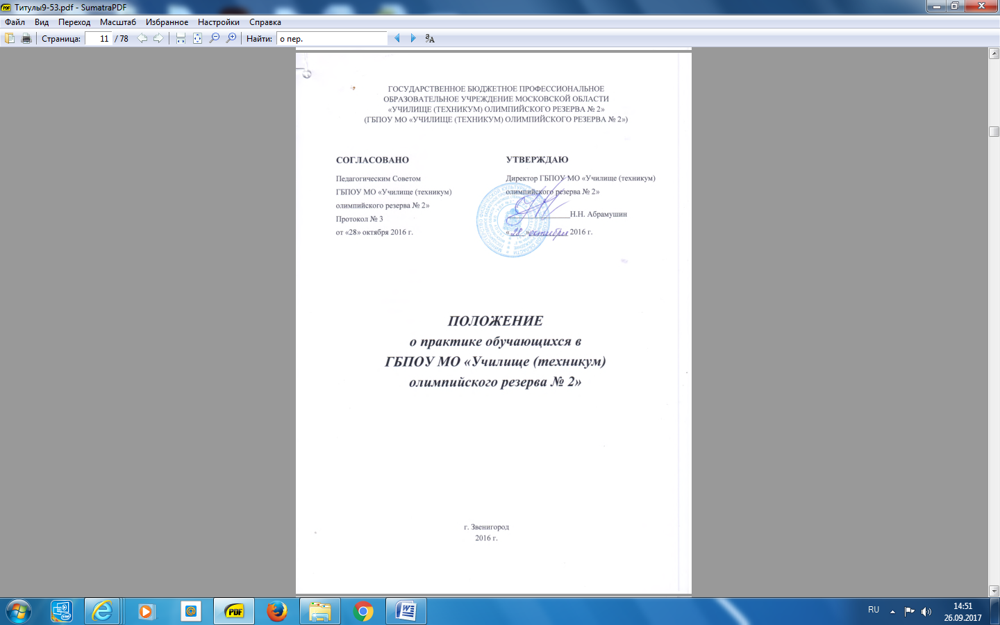 Титулы9-53.pdf - SumatraPDF
Файл Вид Переход Масштаб Избранное Настройки Справка
Страница: 11 / 78 Найти: о пер.
ГОСУДАРСТВЕННОЕ БЮДЖЕТНОЕ ПРОФЕССИОНАЛЬНОЕ
ОБРАЗОВАТЕЛЬНОЕ УЧРЕЖДЕНИЕ МОСКОВСКОЙ ОБЛАСТИ
«УЧИЛИЩЕ (ТЕХНИКУМ) ОЛИМПИЙСКОГО РЕЗЕРВА № 2»
(ГБПОУ МО «УЧИЛИЩЕ (ТЕХНИКУМ) ОЛИМПИЙСКОГО РЕЗЕРВА № 2»)
СОГЛАСОВАНО
Педагогическим Советом
ГБПОУ МО «Училище (техникум)
олимпийского резерва № 2»
Протокол № 3
от «28» октября 2016 г.
УТВЕРЖДАЮ
Директор ГБПОУ МО «Училище (техникум)
олимпийского резерва № 2»
Н.Н. Абрамушин
«28» октября 2016 г.
ПОЛОЖЕНИЕ
о практике обучающихся в
ГБПОУ МО «Училище (техникум)
олимпийского резерва № 2»
г. Звенигород
2016 г.
RU
14:51
26.09.2017